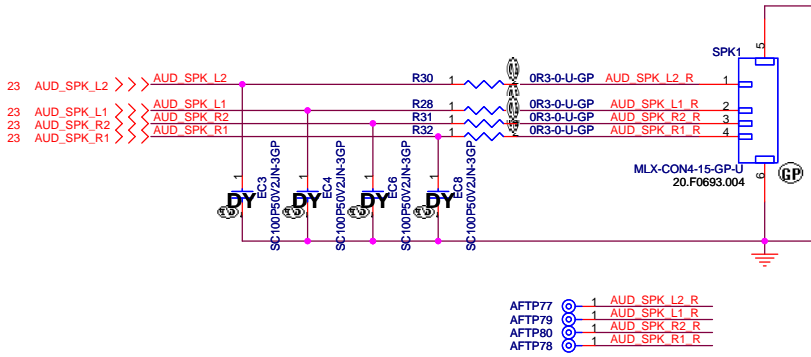 SPK1
5
23 AUD_SPK_L2 AUD_SPK_L2 R30 1 0R3-0-U-GP AUD_SPK_L2_R 1
23 AUD_SPK_L1 AUD_SPK_L1 R28 1 0R3-0-U-GP AUD_SPK_L1_R 2
23 AUD_SPK_R2 AUD_SPK_R2 R31 1 0R3-0-U-GP AUD_SPK_R2_R 3
23 AUD_SPK_R1 AUD_SPK_R1 R32 1 0R3-0-U-GP AUD_SPK_R1_R 4
MLX-CON4-15-GP-U
20.F0693.004
6
GP
1 DY EC3 SC100P50V2JN-3GP
1 DY EC4 SC100P50V2JN-3GP
1 DY EC6 SC100P50V2JN-3GP
1 DY EC8 SC100P50V2JN-3GP
AFTP77 1 AUD_SPK_L2_R
AFTP79 1 AUD_SPK_L1_R
AFTP80 1 AUD_SPK_R2_R
AFTP78 1 AUD_SPK_R1_R